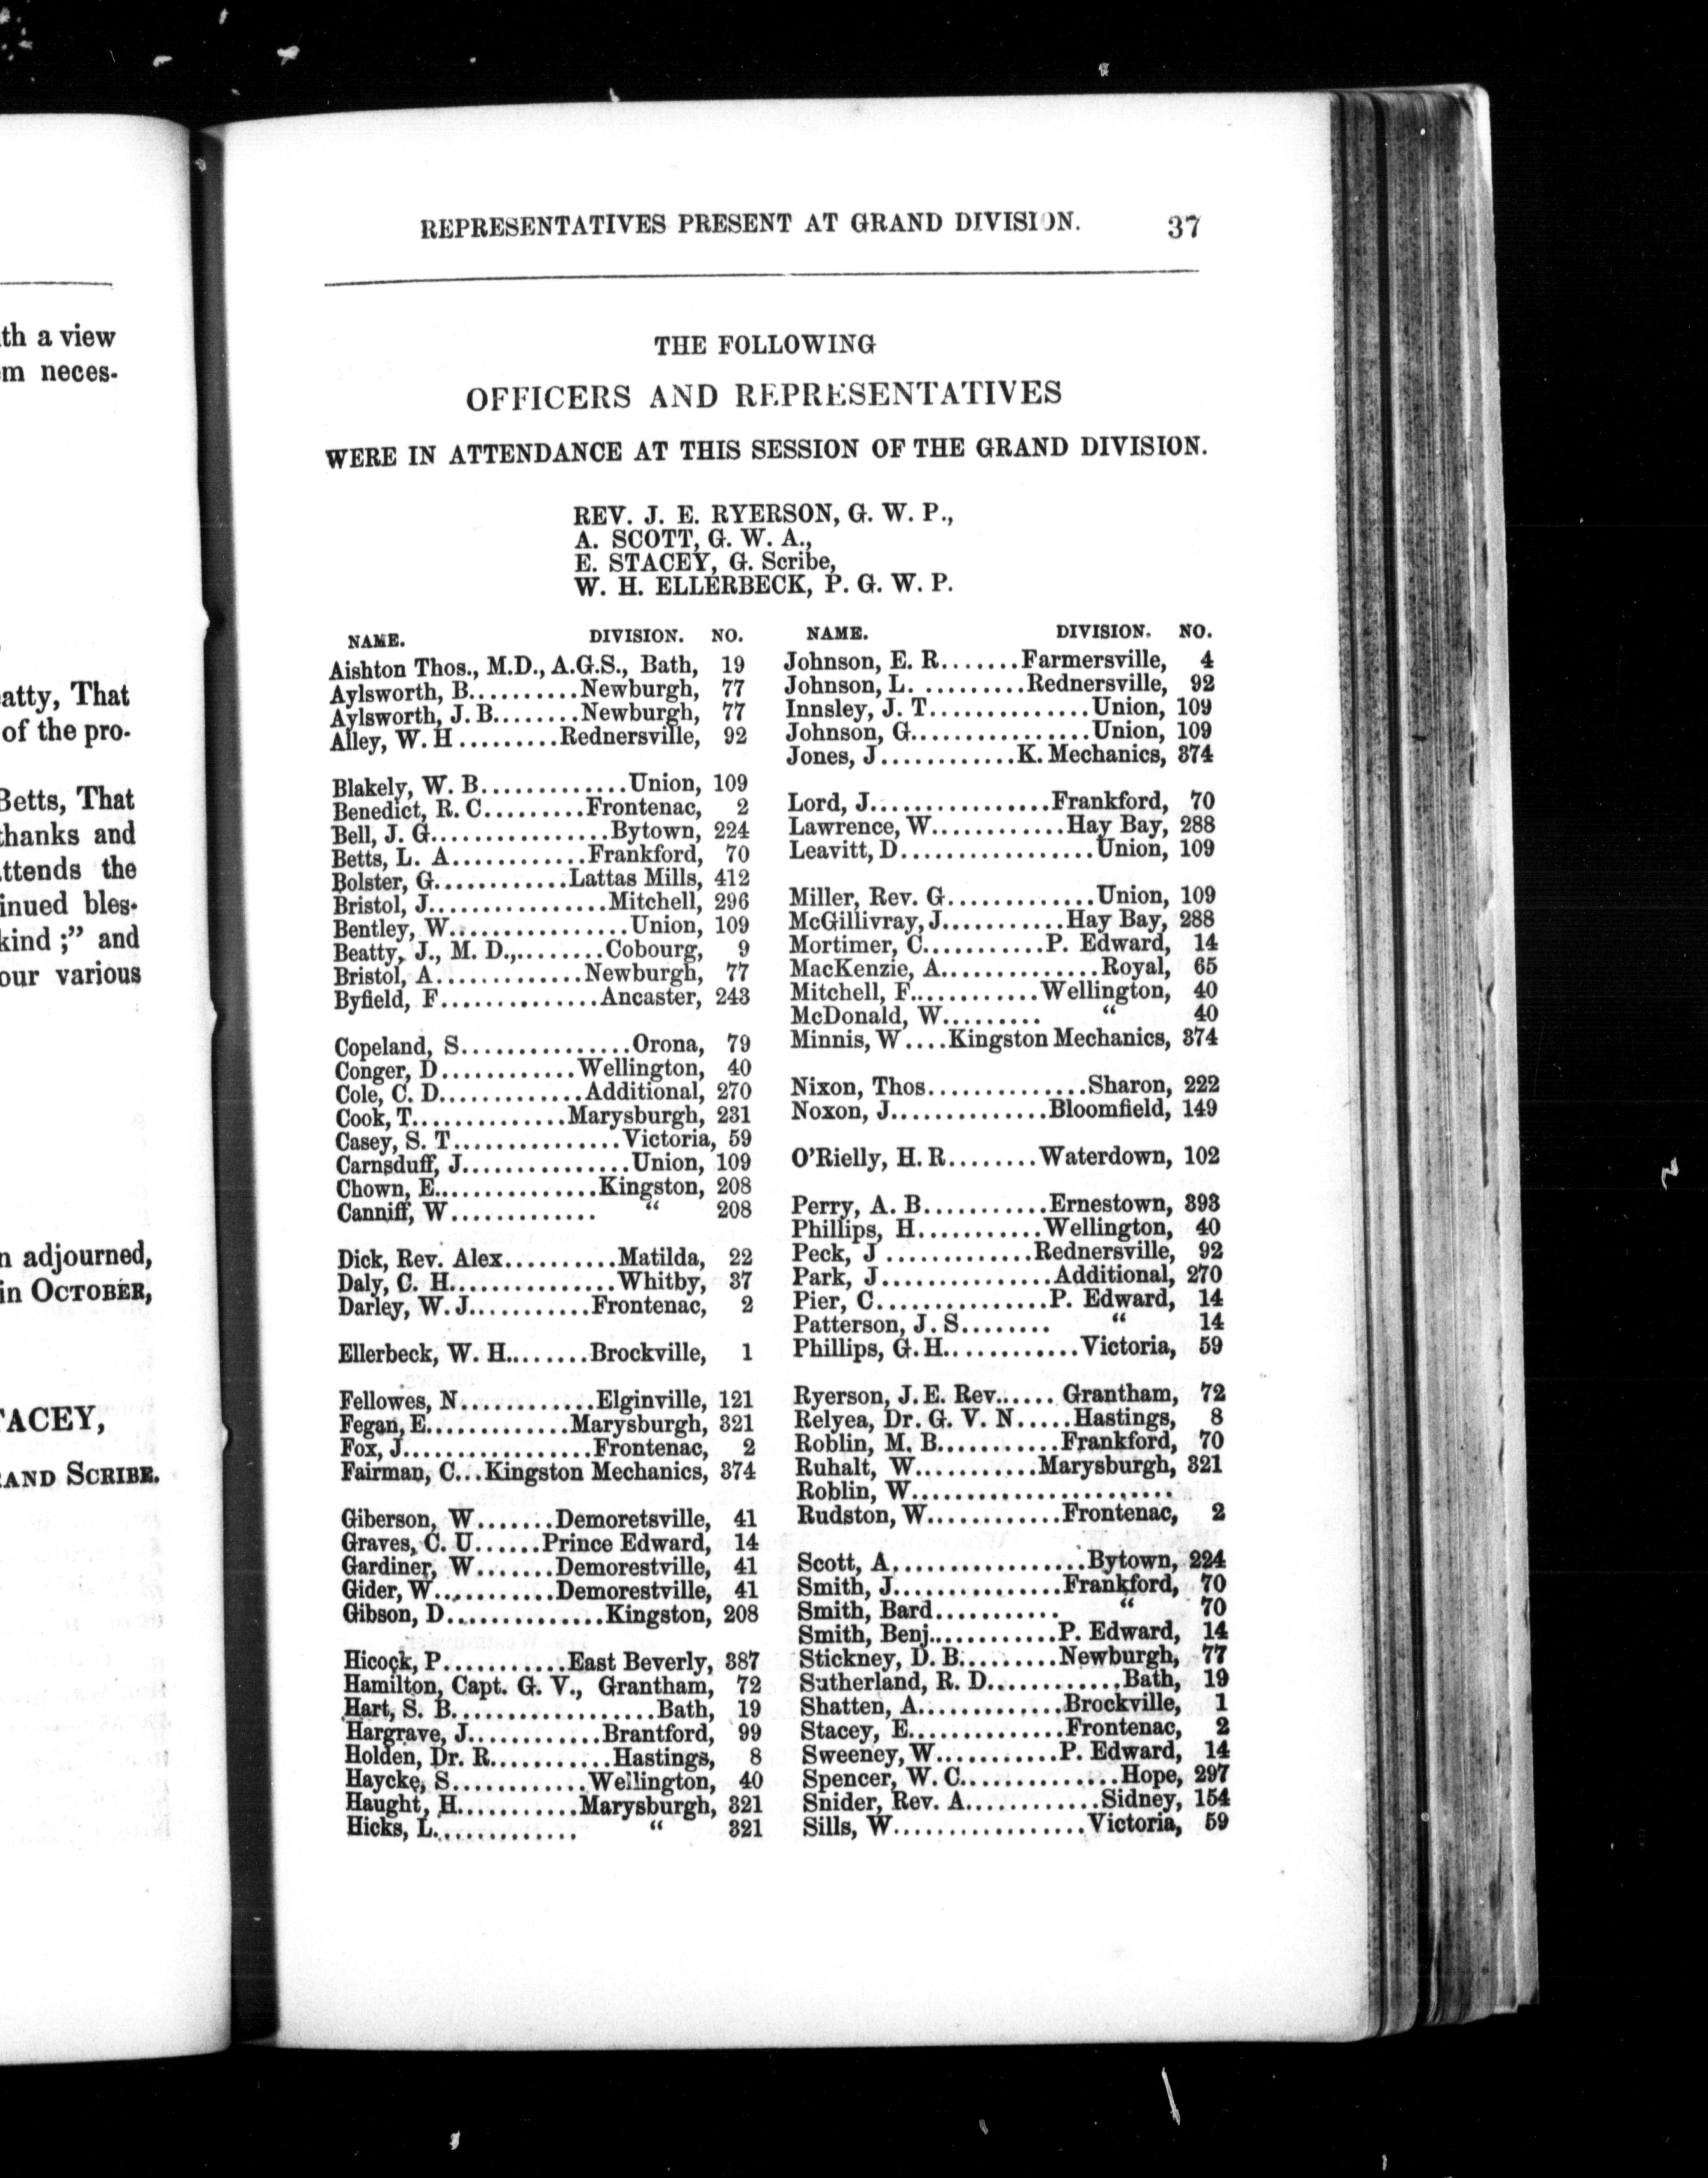 th a view
m neces-
atty, That
of the pro-
Betts, That
thanks and
ttends the
inued bles-
kind ;” and
our various
n adjourned,
in OCTOBER,
ACEY,
AND SCRIBE.
REPRESENTATIVES PRESENT AT GRAND DIVISION. 37
THE FOLLOWING
OFFICERS AND REPRESENTATIVES
WERE IN ATTENDANCE AT THIS SESSION OF THE GRAND DIVISION.
REV. J. E. RYERSON, G. W. P.,
A. SCOTT, G. W. A.,
E. STACEY, G. Scribe,
W. H. ELLERBECK, P. G. W. P.
NAME. DIVISION. NO.
Aishton Thos., M.D., A.G.S., Bath, 19
Aylsworth, B..........Newburgh, 77
Aylsworth, J. B........Newburgh, 77
Alley, W. H .........Rednersville, 92
Blakely, W. B.............Union, 109
Benedict, R. C.........Frontenac, 2
Bell, J. G................Bytown, 224
Betts, L. A............Frankford, 70
Bolster, G............Lattas Mills, 412
Bristol, J................Mitchell, 296
Bentley, W................Union, 109
Beatty, J., M. D.,........Cobourg, 9
Bristol, A.............Newburgh, 77
Byfield, F..............Ancaster, 243
Copeland, S...............Orona, 79
Conger, D............Wellington, 40
Cole, C. D.............Additional, 270
Cook, T..............Marysburgh, 231
Casey, S. T...............Victoria, 59
Carnsduff, J...............Union, 109
Chown, E...............Kingston, 208
Canniff, W............. “ 208
Dick, Rev. Alex..........Matilda, 22
Daly, C. H...............Whitby, 37
Darley, W. J...........Frontenac, 2
Ellerbeck, W. H........Brockville, 1
Fellowes, N............Elginville, 121
Fegan, E.............Marysburgh, 321
Fox, J.................Frontenac, 2
Fairman, C...Kingston Mechanics, 374
Giberson, W.......Demoretsville, 41
Graves, C. U......Prince Edward, 14
Gardiner, W.......Demorestville, 41
Gider, W...........Demorestville, 41
Gibson, D..............Kingston, 208
Hicock, P...........East Beverly, 387
Hamilton, Capt. G. V., Grantham, 72
Hart, S. B..................Bath, 19
Hargrave, J............Brantford, 99
Holden, Dr. R...........Hastings, 8
Haycke, S............Wellington, 40
Haught, H...........Marysburgh, 321
Hicks, L............. “ 321
NAME. DIVISION. NO.
Johnson, E. R.......Farmersville, 4
Johnson, L. .........Rednersville, 92
Innsley, J. T..............Union, 109
Johnson, G................Union, 109
Jones, J............K. Mechanics, 374
Lord, J................Frankford, 70
Lawrence, W............Hay Bay, 288
Leavitt, D.................Union, 109
Miller, Rev. G.............Union, 109
McGillivray, J...........Hay Bay, 288
Mortimer, C...........P. Edward, 14
MacKenzie, A..............Royal, 65
Mitchell, F............Wellington, 40
McDonald, W......... “ 40
Minnis, W....Kingston Mechanics, 374
Nixon, Thos..............Sharon, 222
Noxon, J..............Bloomfield, 149
O'Rielly, H. R........Waterdown, 102
Perry, A. B...........Ernestown, 393
Phillips, H...........Wellington, 40
Peck, J .............Rednersville, 92
Park, J...............Additional, 270
Pier, C...............P. Edward, 14
Patterson, J. S........ “ 14
Phillips, G. H............Victoria, 59
Ryerson, J. E. Rev...... Grantham, 72
Relyea, Dr. G. V. N.....Hastings, 8
Roblin, M. B...........Frankford, 70
Ruhalt, W...........Marysburgh, 321
Roblin, W.......................
Rudston, W............Frontenac, 2
Scott, A.................Bytown, 224
Smith, J...............Frankford, 70
Smith, Bard........... “ 70
Smith, Benj............P. Edward, 14
Stickney, D. B.........Newburgh, 77
Sutherland, R. D............Bath, 19
Shatten, A.............Brockville, 1
Stacey, E..............Frontenac, 2
Sweeney, W...........P. Edward, 14
Spencer, W. C..............Hope, 297
Snider, Rev. A............Sidney, 154
Sills, W.................Victoria, 59